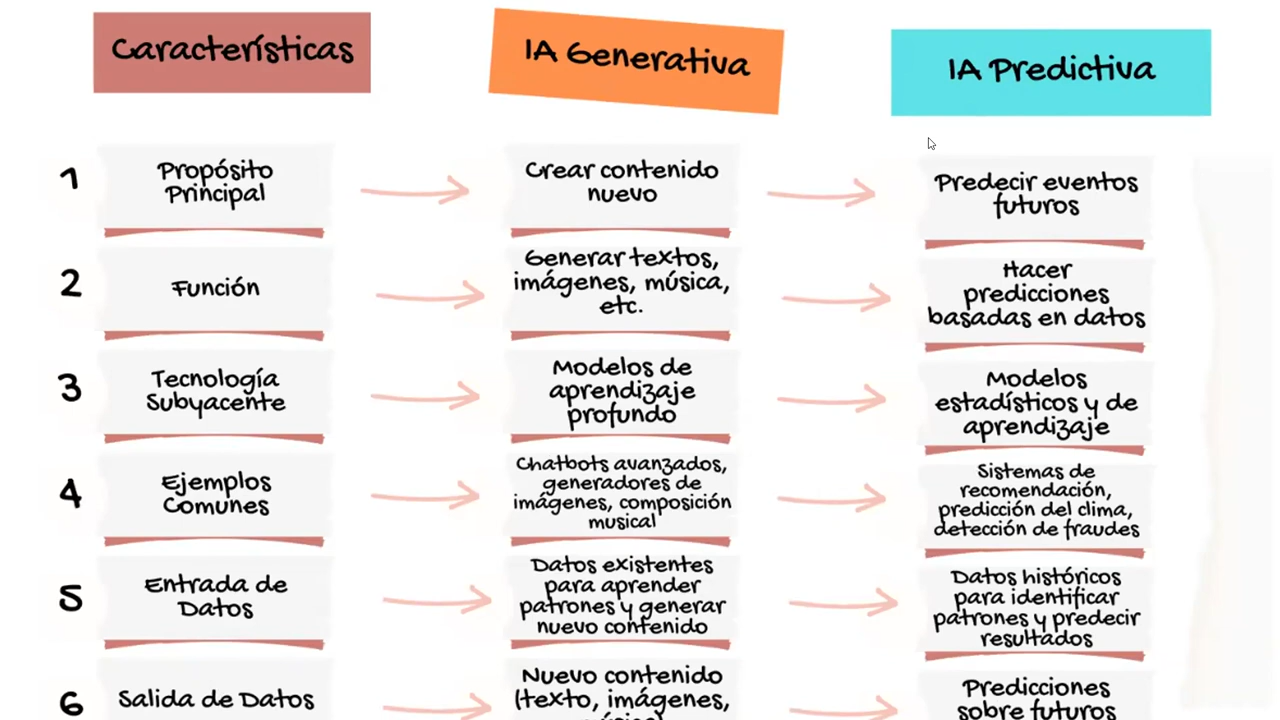 Características
IA Generativa
IA Predictiva
1
Propósito
Principal
Crear contenido
nuevo
Predecir eventos
futuros
2
Función
Generar textos,
imágenes, música,
etc.
Hacer
predicciones
basadas en datos
3
Tecnología
Subyacente
Modelos de
aprendizaje
profundo
Modelos
estadísticos y de
aprendizaje
4
Ejemplos
Comunes
Chatbots avanzados,
generadores de
imágenes, composición
musical
Sistemas de
recomendación,
predicción del clima,
detección de fraudes
5
Entrada de
Datos
Datos existentes
para aprender
patrones y generar
nuevo contenido
Datos históricos
para identificar
patrones y predecir
resultados
6
Salida de Datos
Nuevo contenido
(texto, imágenes,
Predicciones
sobre futuros